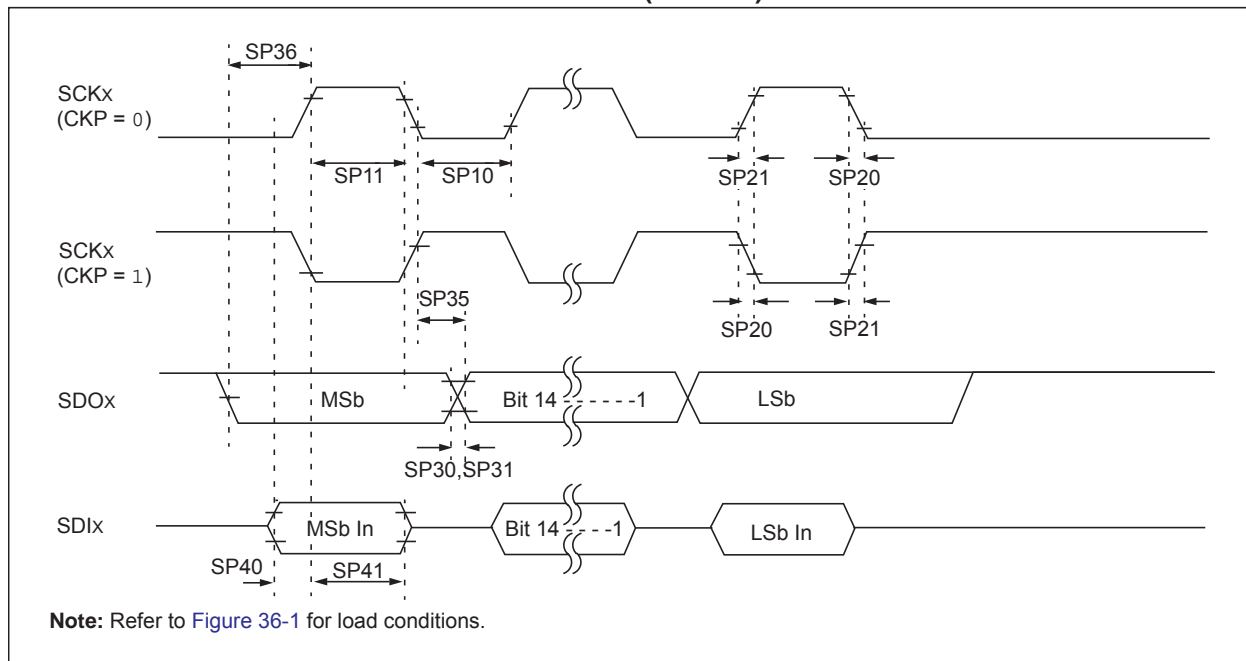 SP36
SCKX
(CKP = 0)
SP11
SP10
SP21
SP20
SCKX
(CKP = 1)
SP35
SP20
SP21
SDOX
MSb
Bit 14 - - - - - -1
LSb
SP30,SP31
SDIX
MSb In
Bit 14 - - - - -1
LSb In
SP40
SP41
Note: Refer to Figure 36-1 for load conditions.